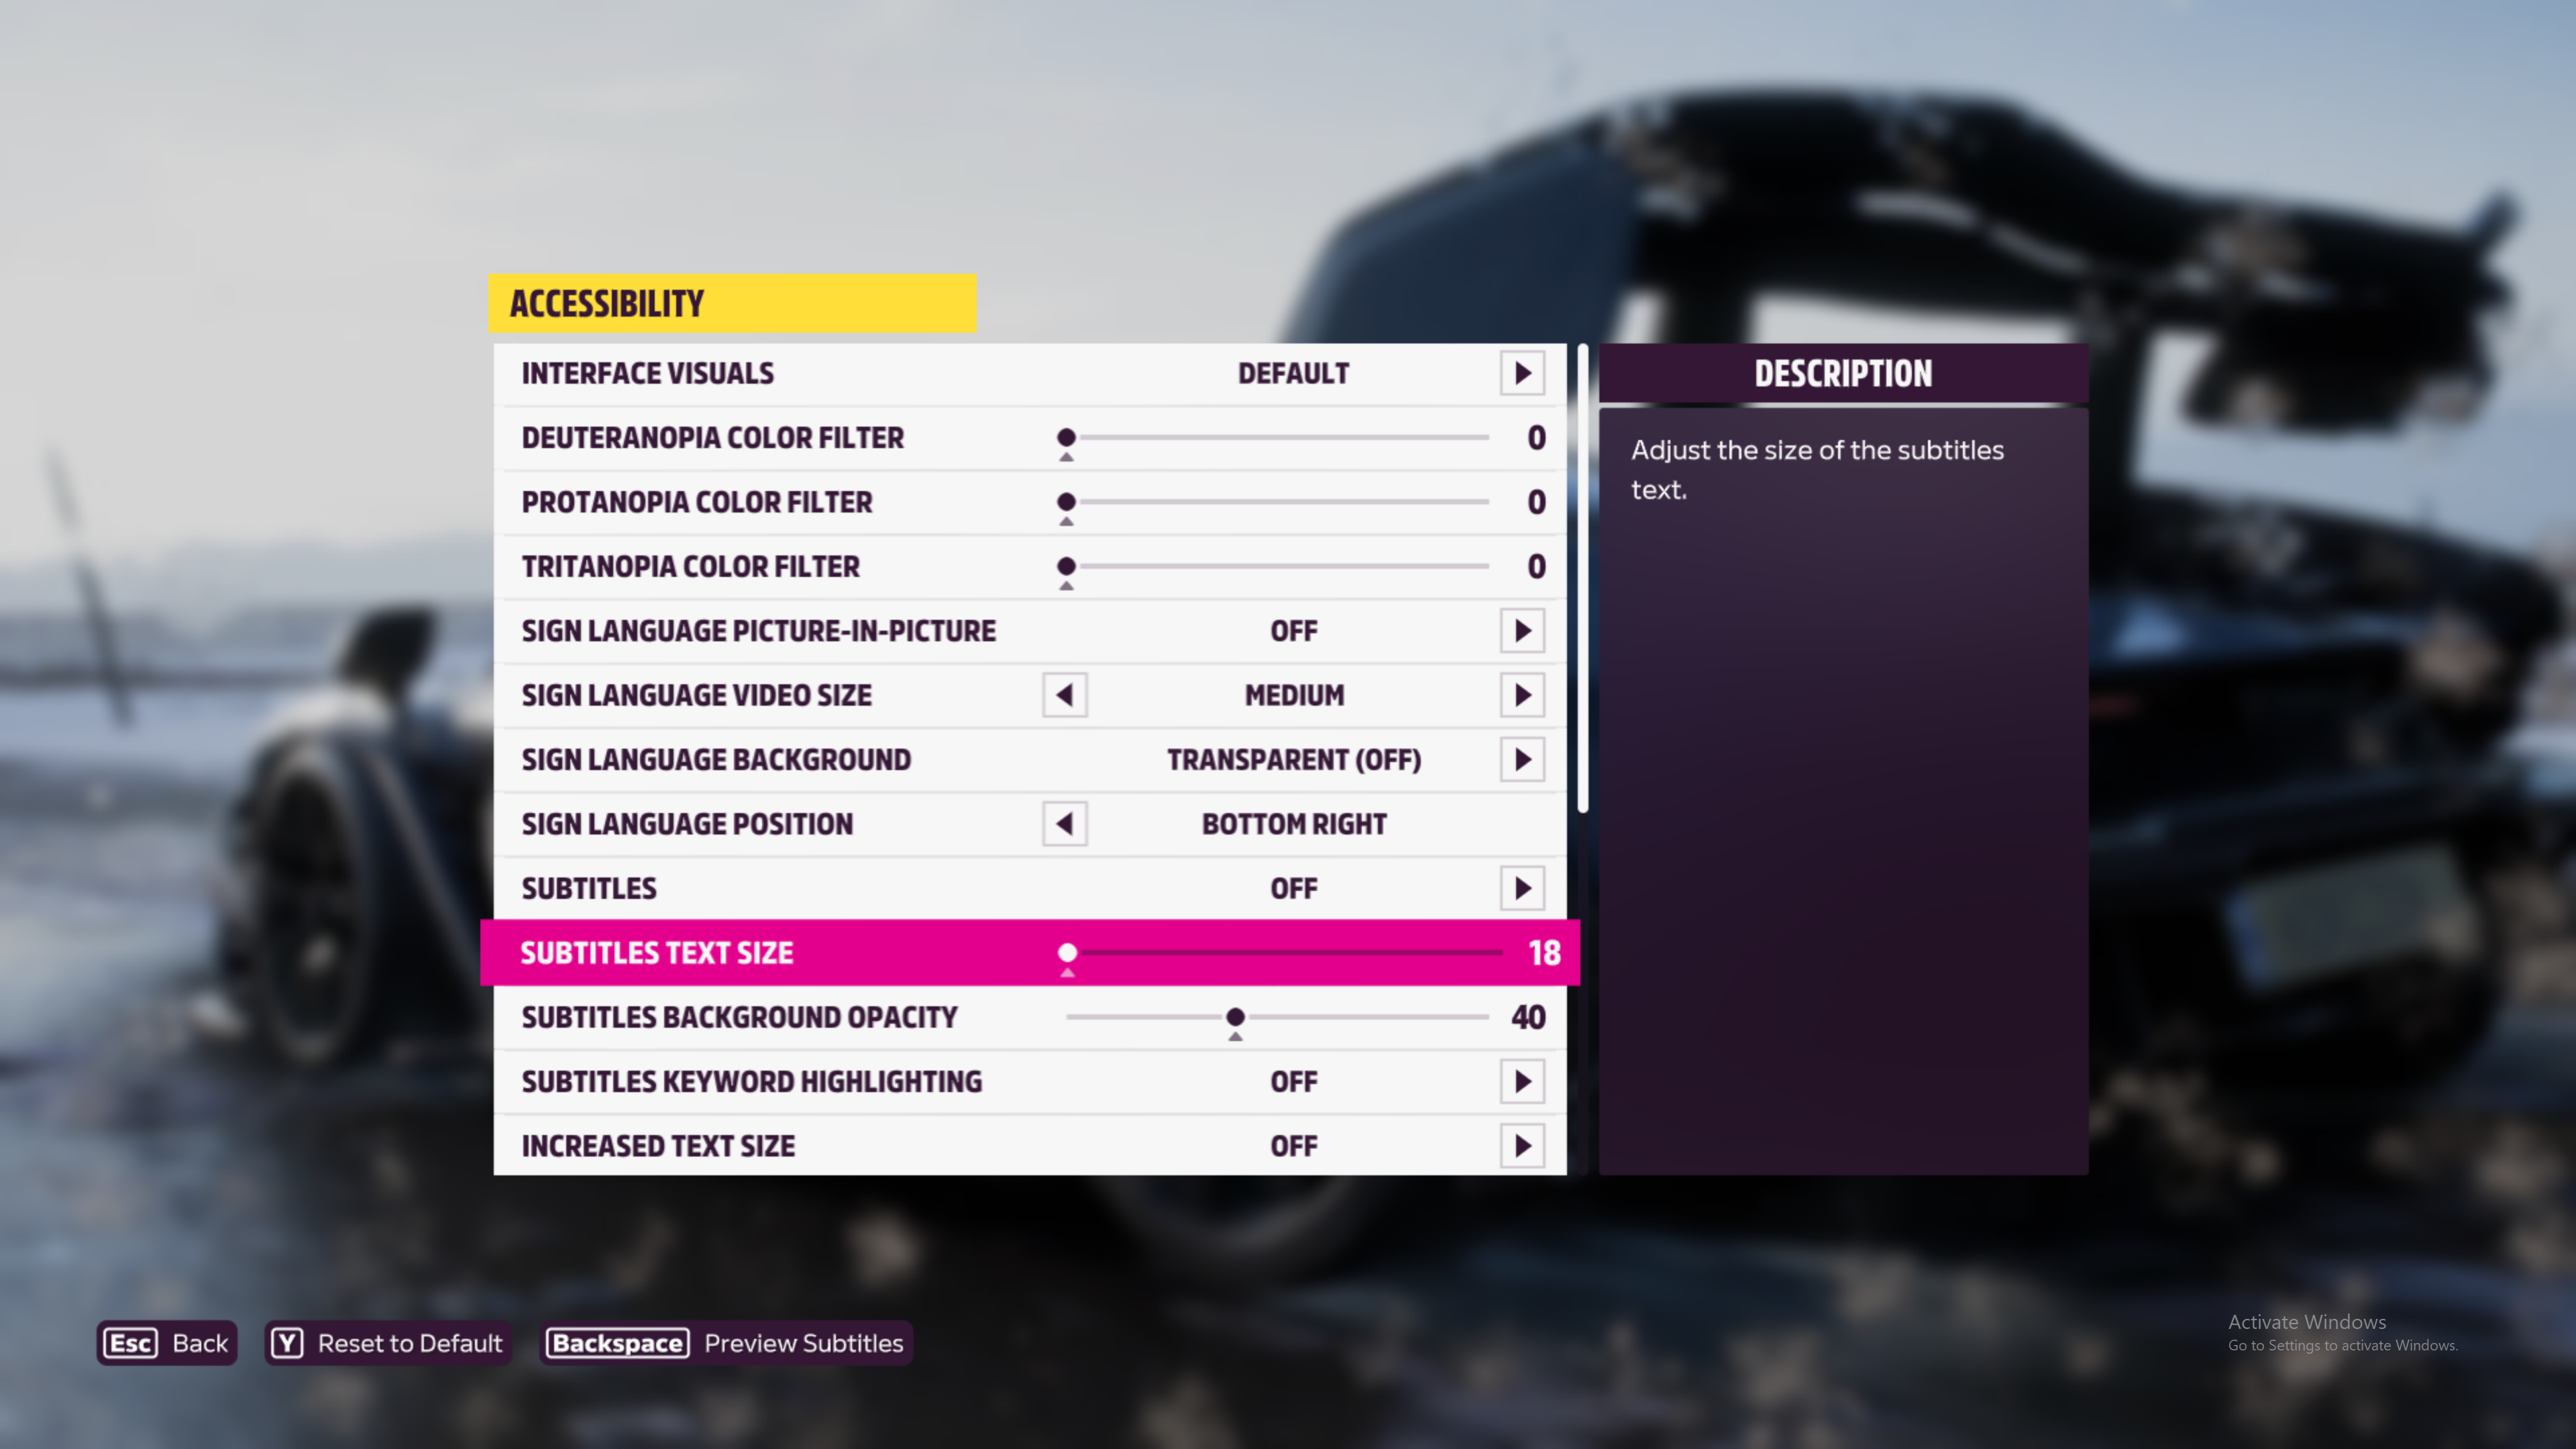 ACCESSIBILITY
INTERFACE VISUALS DEFAULT
DEUTERANOPIA COLOR FILTER 0
PROTANOPIA COLOR FILTER 0
TRITANOPIA COLOR FILTER 0
SIGN LANGUAGE PICTURE-IN-PICTURE OFF
SIGN LANGUAGE VIDEO SIZE MEDIUM
SIGN LANGUAGE BACKGROUND TRANSPARENT (OFF)
SIGN LANGUAGE POSITION BOTTOM RIGHT
SUBTITLES OFF
SUBTITLES TEXT SIZE 18
SUBTITLES BACKGROUND OPACITY 40
SUBTITLES KEYWORD HIGHLIGHTING OFF
INCREASED TEXT SIZE OFF
DESCRIPTION
Adjust the size of the subtitles
text.
Esc Back Y Reset to Default Backspace Preview Subtitles
Activate Windows
Go to Settings to activate Windows.